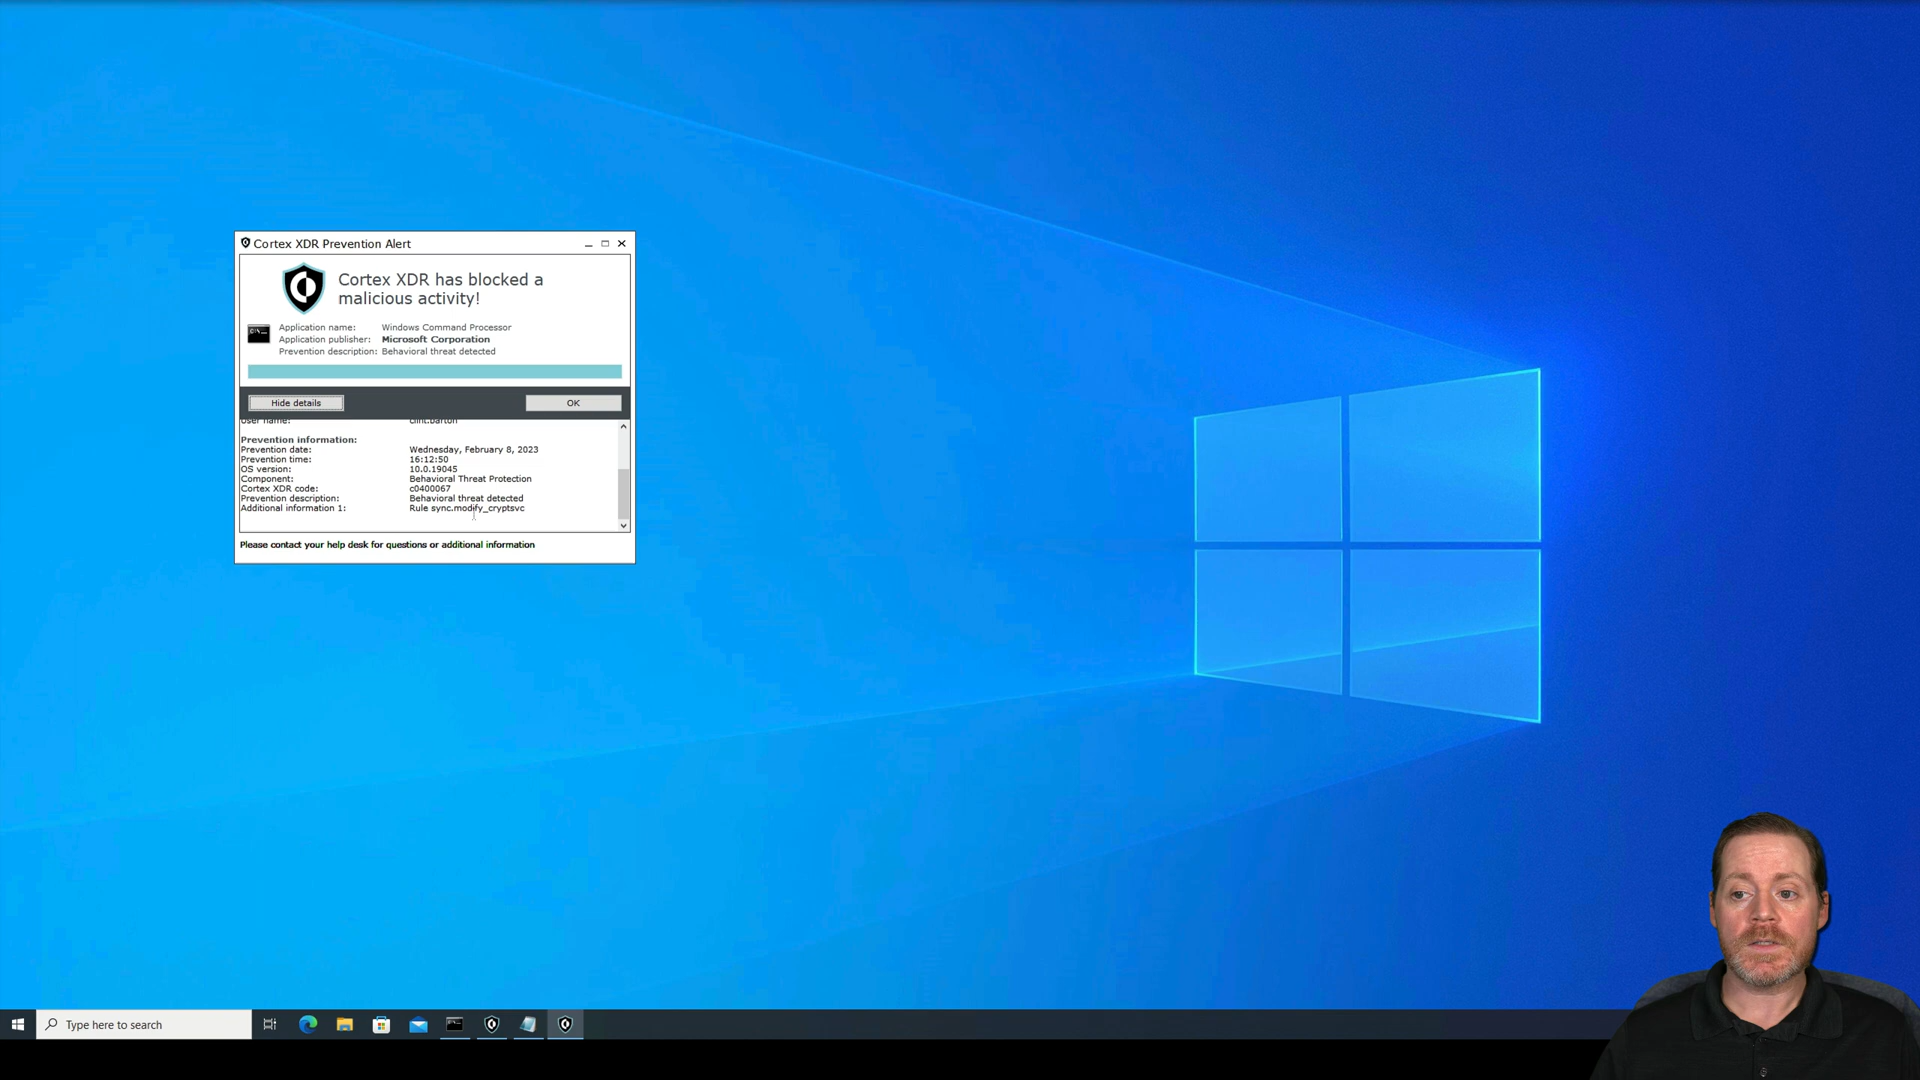 Cortex XDR Prevention Alert
Cortex XDR has blocked a
malicious activity!
Application name: Windows Command Processor
Application publisher: Microsoft Corporation
Prevention description: Behavioral threat detected
Hide details
OK
User name: clint.barton
Prevention information:
Prevention date: Wednesday, February 8, 2023
Prevention time: 16:12:50
OS version: 10.0.19045
Component: Behavioral Threat Protection
Cortex XDR code: c0400067
Prevention description: Behavioral threat detected
Additional information 1: Rule sync.modify_cryptsvc
Please contact your help desk for questions or additional information
Type here to search